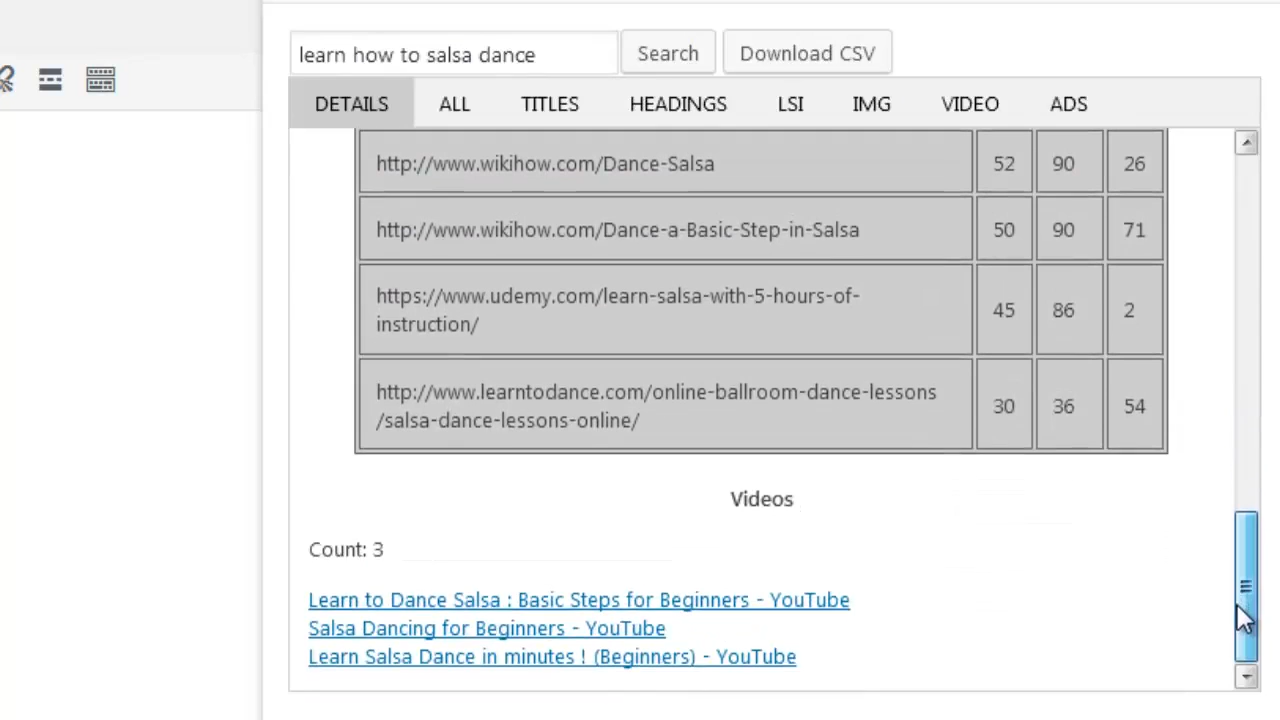 learn how to salsa dance Search Download CSV
DETAILS ALL TITLES HEADINGS LSI IMG VIDEO ADS
http://www.wikihow.com/Dance-Salsa 52 90 26
http://www.wikihow.com/Dance-a-Basic-Step-in-Salsa 50 90 71
https://www.udemy.com/learn-salsa-with-5-hours-of-
instruction/ 45 86 2
http://www.learntodance.com/online-ballroom-dance-lessons
/salsa-dance-lessons-online/ 30 36 54
Videos
Count: 3
Learn to Dance Salsa : Basic Steps for Beginners - YouTube
Salsa Dancing for Beginners - YouTube
Learn Salsa Dance in minutes ! (Beginners) - YouTube